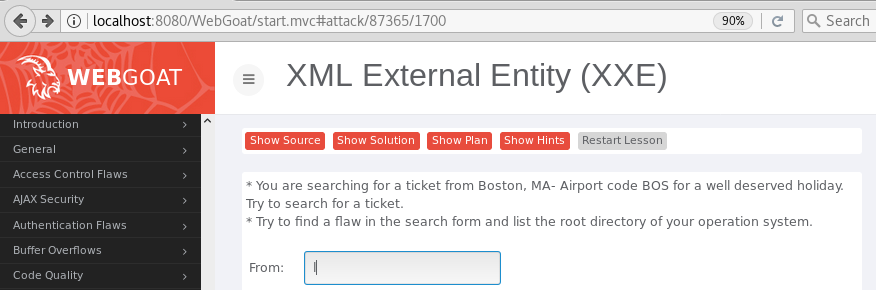 localhost:8080/WebGoat/start.mvc#attack/87365/1700
90%
Search
WEBGOAT
XML External Entity (XXE)
Introduction
General
Access Control Flaws
AJAX Security
Authentication Flaws
Buffer Overflows
Code Quality
Show Source
Show Solution
Show Plan
Show Hints
Restart Lesson
* You are searching for a ticket from Boston, MA- Airport code BOS for a well deserved holiday.
Try to search for a ticket.
* Try to find a flaw in the search form and list the root directory of your operation system.
From: